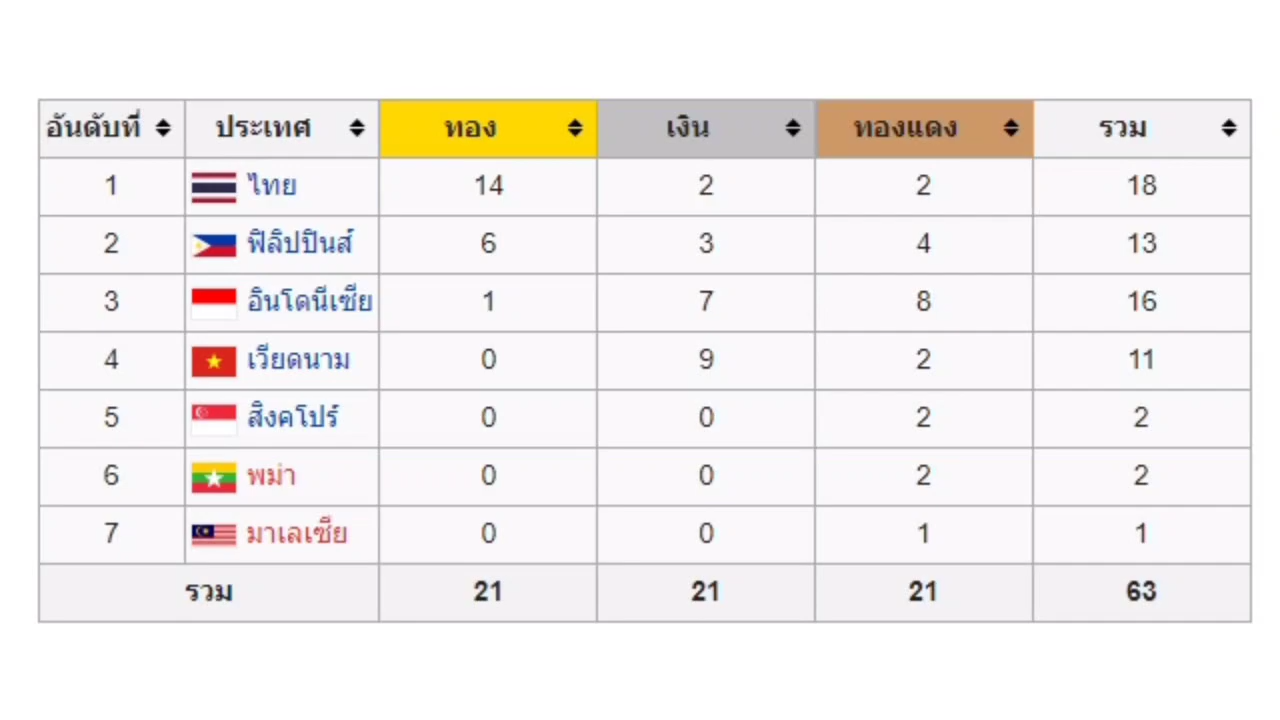 อันดับที่ ประเทศ ทอง เงิน ทองแดง รวม
1 ไทย 14 2 2 18
2 ฟิลิปปินส์ 6 3 4 13
3 อินโดนีเซีย 1 7 8 16
4 เวียดนาม 0 9 2 11
5 สิงคโปร์ 0 0 2 2
6 พม่า 0 0 2 2
7 มาเลเซีย 0 0 1 1
รวม 21 21 21 63